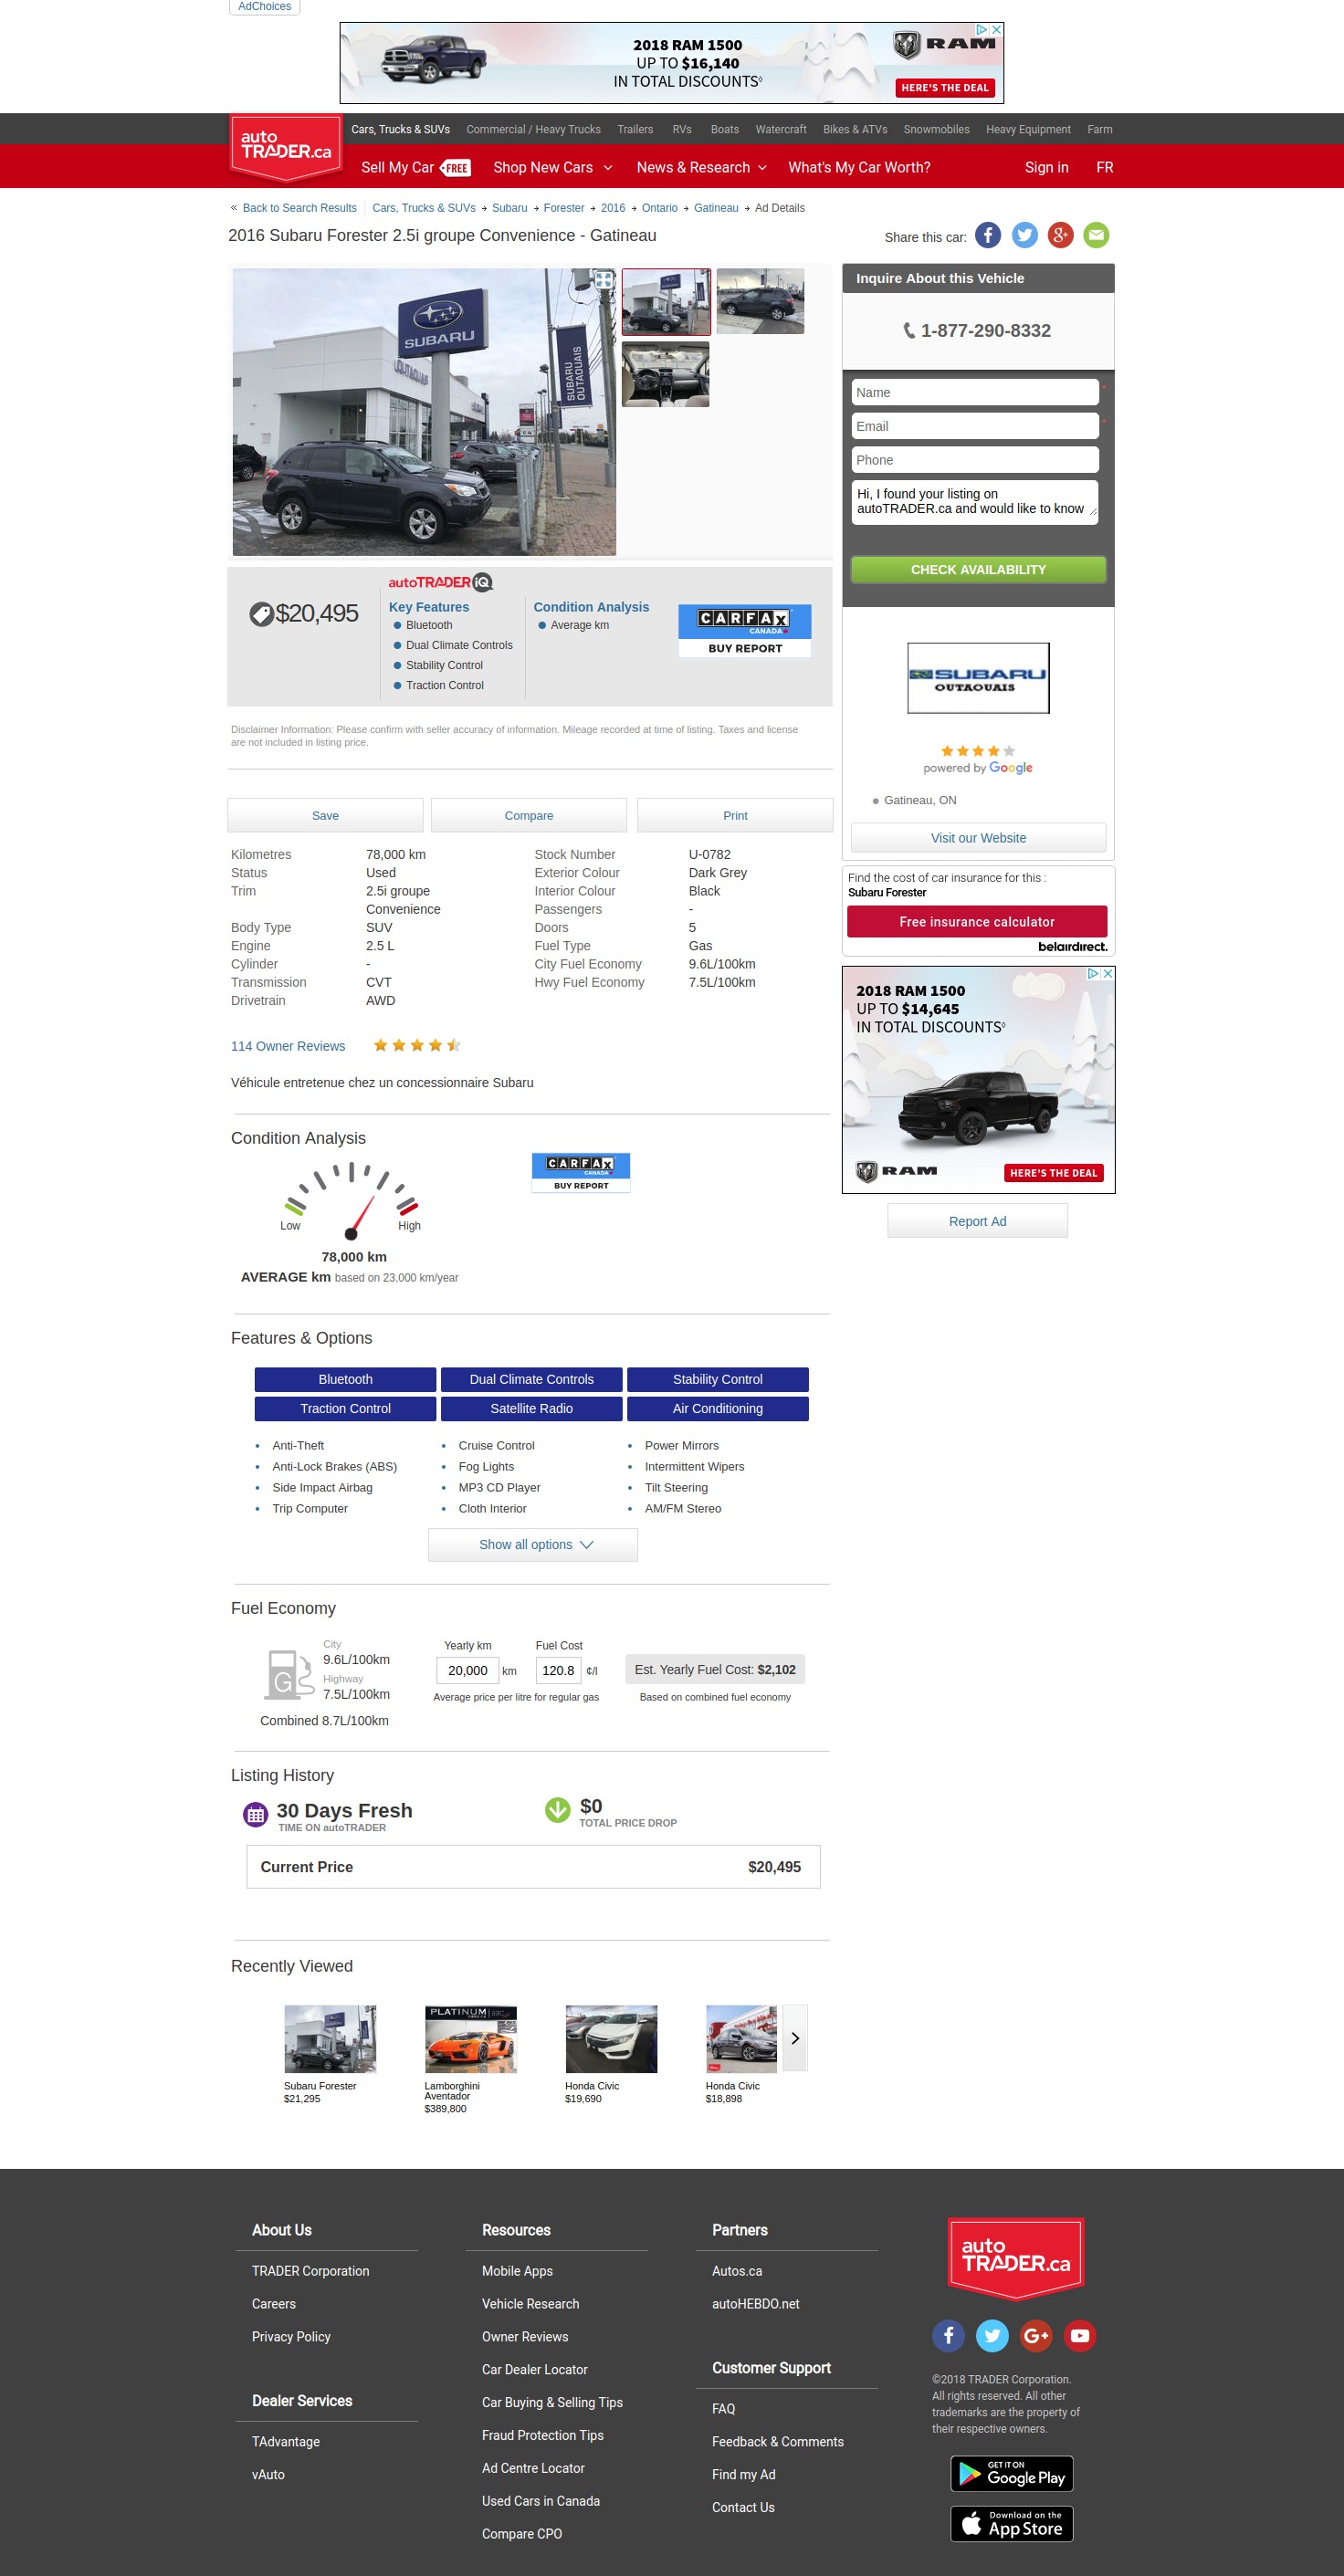 AdChoices
2018 RAM 1500
UP TO $16,140
IN TOTAL DISCOUNTS◊
RAM
HERE'S THE DEAL
auto
TRADER.ca
Cars, Trucks & SUVs Commercial / Heavy Trucks Trailers RVs Boats Watercraft Bikes & ATVs Snowmobiles Heavy Equipment Farm
Sell My Car FREE Shop New Cars News & Research What's My Car Worth? Sign in FR
« Back to Search Results Cars, Trucks & SUVs → Subaru → Forester → 2016 → Ontario → Gatineau → Ad Details
2016 Subaru Forester 2.5i groupe Convenience - Gatineau
Share this car:
SUBARU
OUTAOUAIS
SUBARU
OUTAOUAIS
Inquire About this Vehicle
1-877-290-8332
Name
*
Email
*
Phone
Hi, I found your listing on
autoTRADER.ca and would like to know
CHECK AVAILABILITY
SUBARU
OUTAOUAIS
powered by Google
Gatineau, ON
Visit our Website
Find the cost of car insurance for this :
Subaru Forester
Free insurance calculator
belairdirect.
2018 RAM 1500
UP TO $14,645
IN TOTAL DISCOUNTS◊
RAM
HERE'S THE DEAL
Report Ad
$20,495
autoTRADER iQ
Key Features
Bluetooth
Dual Climate Controls
Stability Control
Traction Control
Condition Analysis
Average km
CARFAX
CANADA
BUY REPORT
Disclaimer Information: Please confirm with seller accuracy of information. Mileage recorded at time of listing. Taxes and license
are not included in listing price.
Save Compare Print
Kilometres 78,000 km
Status Used
Trim 2.5i groupe
Convenience
Body Type SUV
Engine 2.5 L
Cylinder -
Transmission CVT
Drivetrain AWD
Stock Number U-0782
Exterior Colour Dark Grey
Interior Colour Black
Passengers -
Doors 5
Fuel Type Gas
City Fuel Economy 9.6L/100km
Hwy Fuel Economy 7.5L/100km
114 Owner Reviews
Véhicule entretenue chez un concessionnaire Subaru
Condition Analysis
Low High
78,000 km
AVERAGE km based on 23,000 km/year
CARFAX
CANADA
BUY REPORT
Features & Options
Bluetooth Dual Climate Controls Stability Control
Traction Control Satellite Radio Air Conditioning
Anti-Theft Cruise Control Power Mirrors
Anti-Lock Brakes (ABS) Fog Lights Intermittent Wipers
Side Impact Airbag MP3 CD Player Tilt Steering
Trip Computer Cloth Interior AM/FM Stereo
Show all options
Fuel Economy
G
City
9.6L/100km
Highway
7.5L/100km
Combined 8.7L/100km
Yearly km Fuel Cost
20,000 km 120.8 ¢/l
Average price per litre for regular gas
Est. Yearly Fuel Cost: $2,102
Based on combined fuel economy
Listing History
30 Days Fresh
TIME ON autoTRADER
$0
TOTAL PRICE DROP
Current Price $20,495
Recently Viewed
PLATINUM
Subaru Forester
$21,295
Lamborghini
Aventador
$389,800
Honda Civic
$19,690
Honda Civic
$18,898
About Us
TRADER Corporation
Careers
Privacy Policy
Dealer Services
TAdvantage
vAuto
Resources
Mobile Apps
Vehicle Research
Owner Reviews
Car Dealer Locator
Car Buying & Selling Tips
Fraud Protection Tips
Ad Centre Locator
Used Cars in Canada
Compare CPO
Partners
Autos.ca
autoHEBDO.net
Customer Support
FAQ
Feedback & Comments
Find my Ad
Contact Us
auto
TRADER.ca
©2018 TRADER Corporation.
All rights reserved. All other
trademarks are the property of
their respective owners.
GET IT ON
Google Play
Download on the
App Store